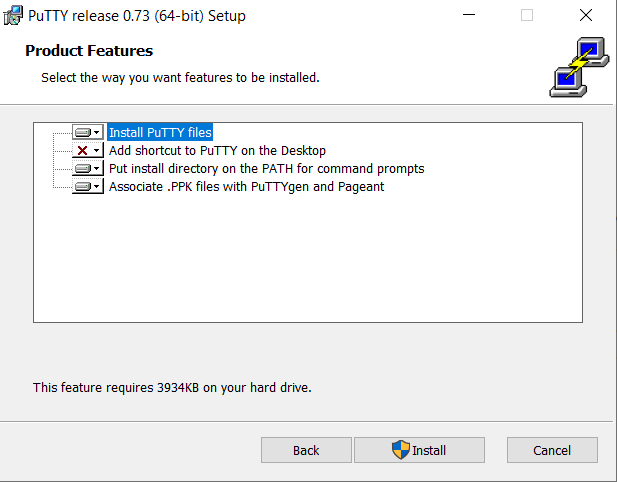 PuTTY release 0.73 (64-bit) Setup
Product Features
Select the way you want features to be installed.
Install PuTTY files
Add shortcut to PuTTY on the Desktop
Put install directory on the PATH for command prompts
Associate .PPK files with PuTTYgen and Pageant
This feature requires 3934KB on your hard drive.
Back Install Cancel